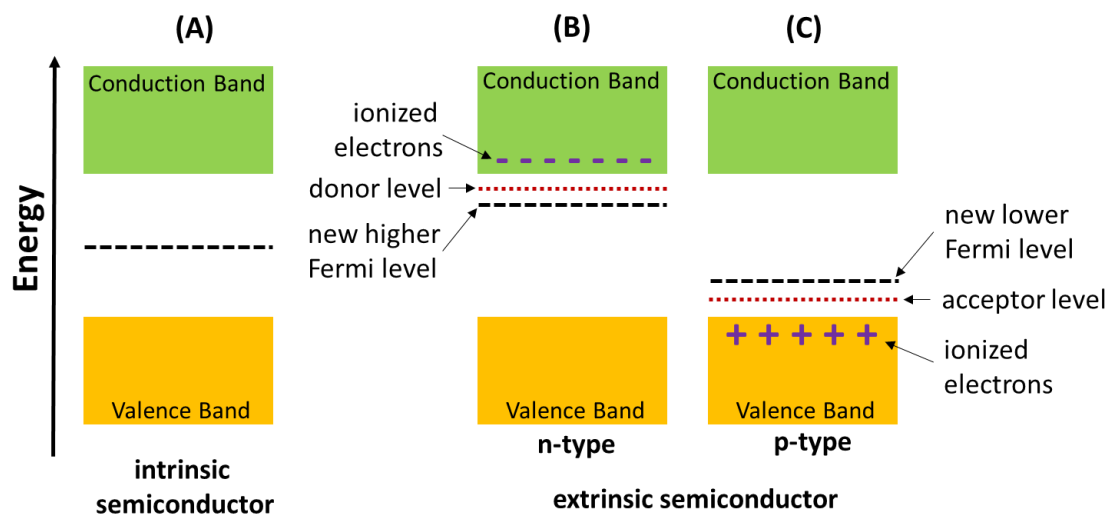 (A)
(B)
(C)
Energy
Conduction Band
Valence Band
intrinsic
semiconductor
Conduction Band
ionized
electrons
- - - - - - -
donor level
new higher
Fermi level
Valence Band
n-type
Conduction Band
new lower
Fermi level
acceptor level
+ + + + +
ionized
electrons
Valence Band
p-type
extrinsic semiconductor